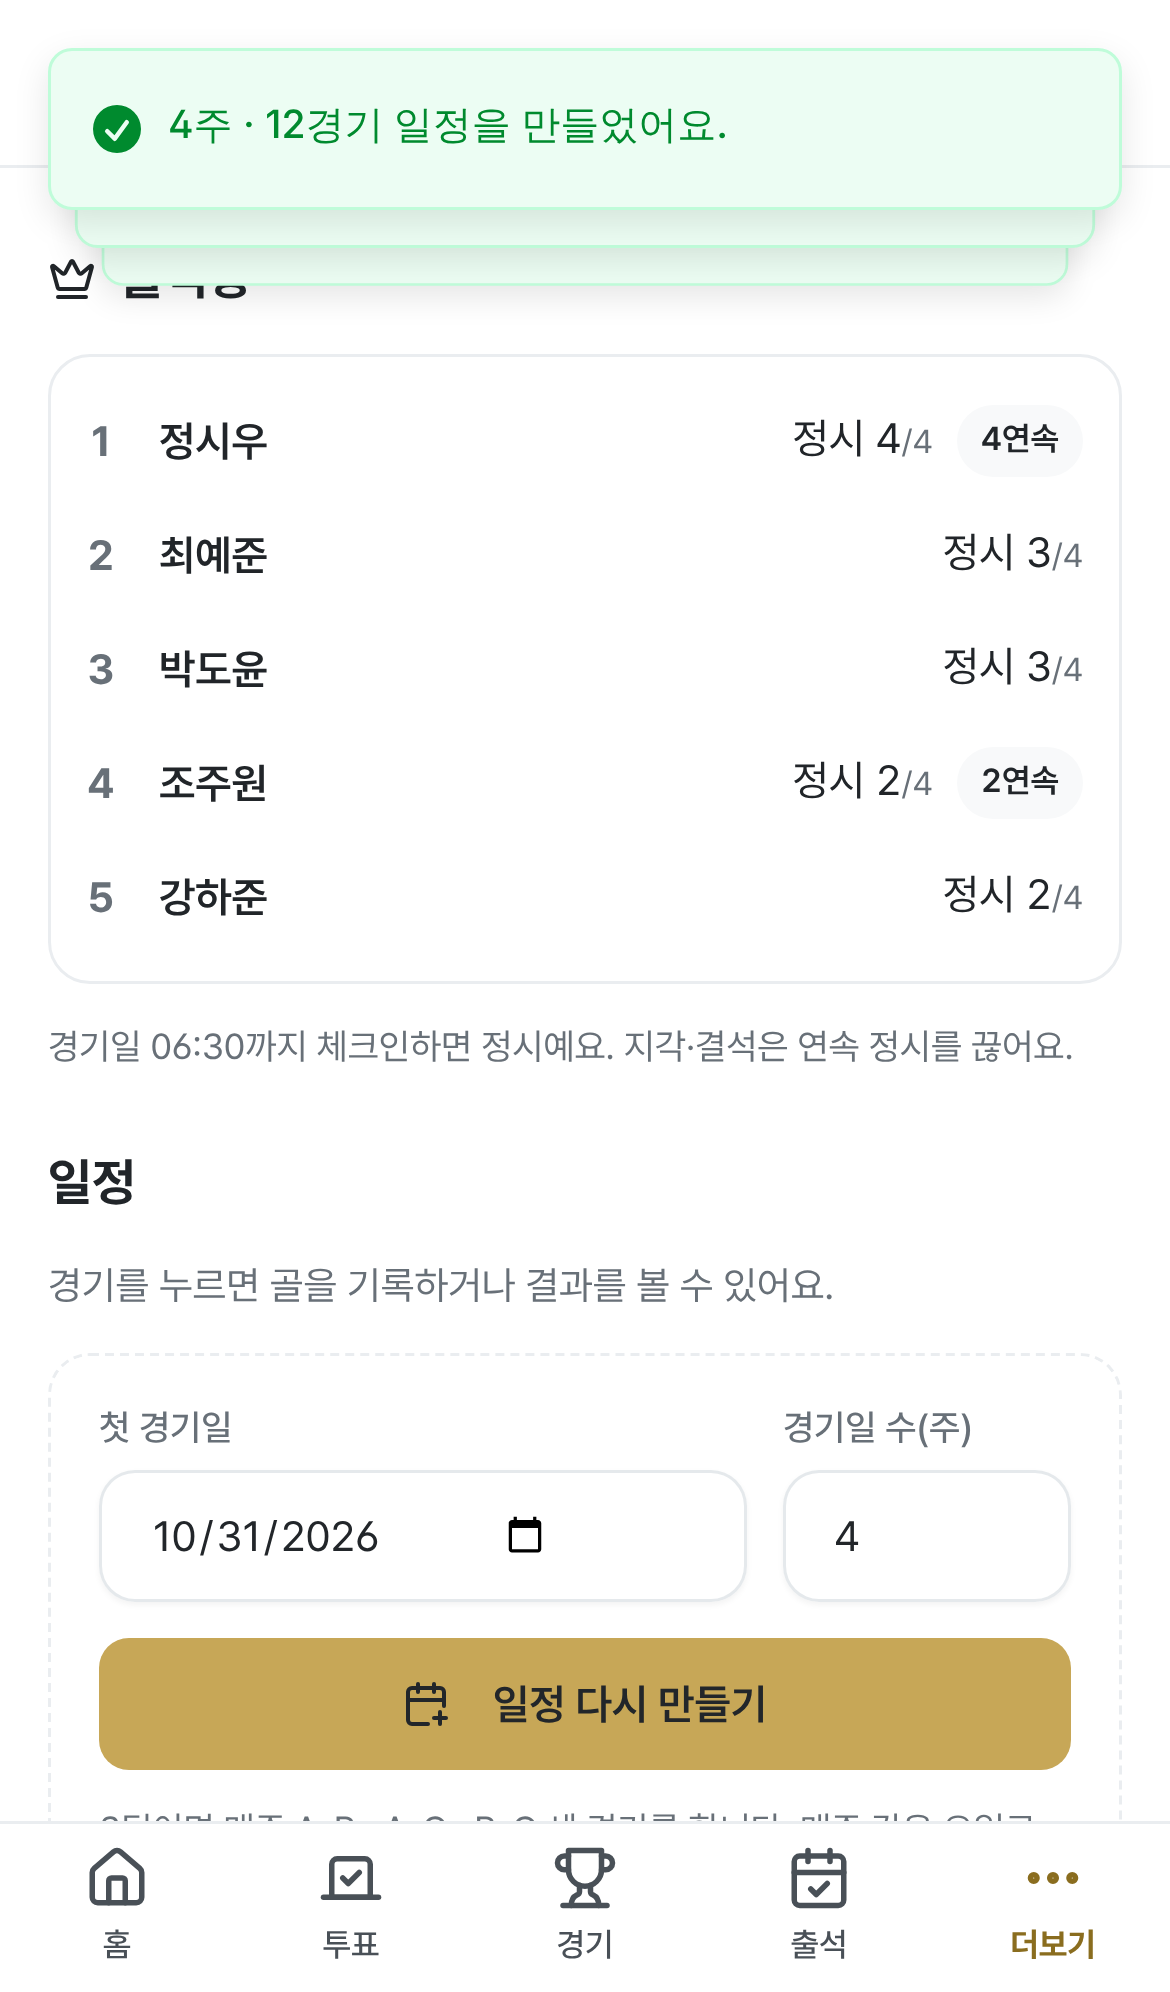 4주 · 12경기 일정을 만들었어요.
1 정시우 정시 4/4 4연속
2 최예준 정시 3/4
3 박도윤 정시 3/4
4 조주원 정시 2/4 2연속
5 강하준 정시 2/4
경기일 06:30까지 체크인하면 정시예요. 지각·결석은 연속 정시를 끊어요.
일정
경기를 누르면 골을 기록하거나 결과를 볼 수 있어요.
첫 경기일 경기일 수(주)
10/31/2026 4
일정 다시 만들기
홈 투표 경기 출석 더보기